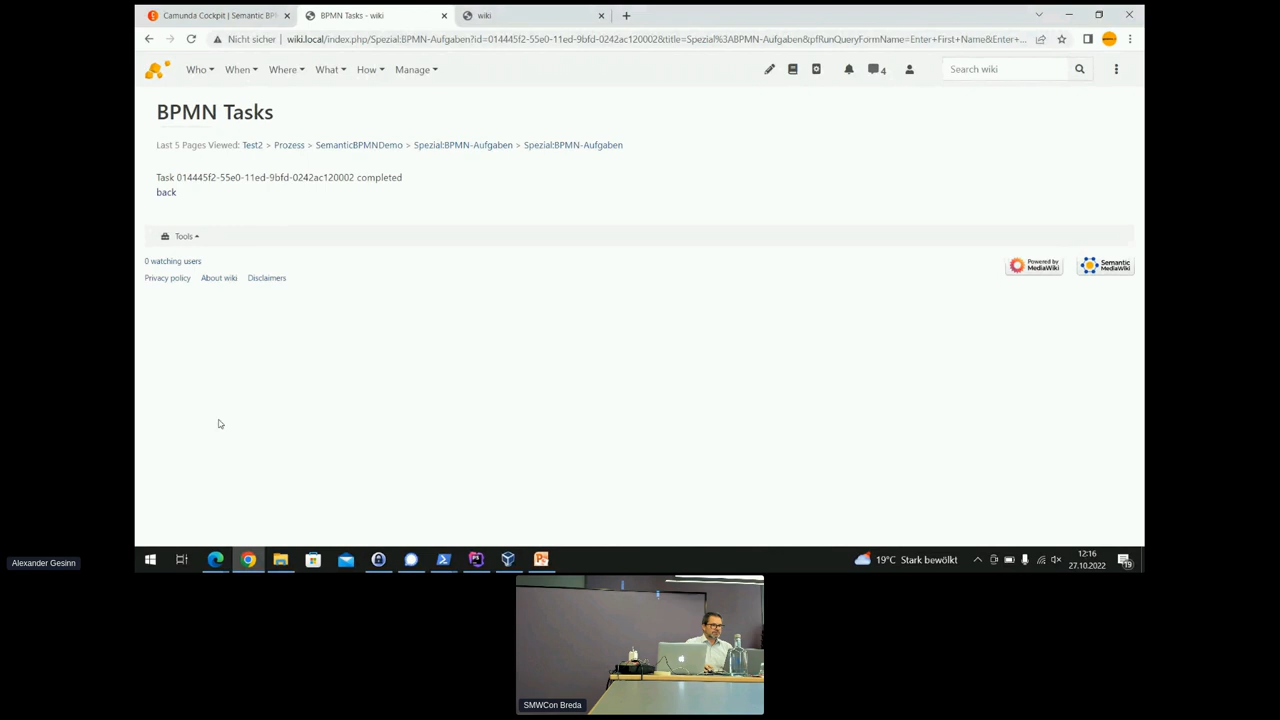 Camunda Cockpit | Semantic BP
BPMN Tasks - wiki
wiki
Nicht sicher
wiki.local/index.php/Spezial:BPMN-Aufgaben?id=014445f2-55e0-11ed-9bfd-0242ac120002&title=Spezial%3ABPMN-Aufgaben&pfRunQueryFormName=Enter+First+Name&Enter+...
Who When Where What How Manage
4
Search wiki
BPMN Tasks
Last 5 Pages Viewed: Test2 > Prozess > SemanticBPMNDemo > Spezial:BPMN-Aufgaben > Spezial:BPMN-Aufgaben
Task 014445f2-55e0-11ed-9bfd-0242ac120002 completed
back
Tools
0 watching users
Privacy policy About wiki Disclaimers
Powered by MediaWiki
Semantic MediaWiki
19°C Stark bewölkt
12:16
27.10.2022
19
Alexander Gesinn
SMWCon Breda